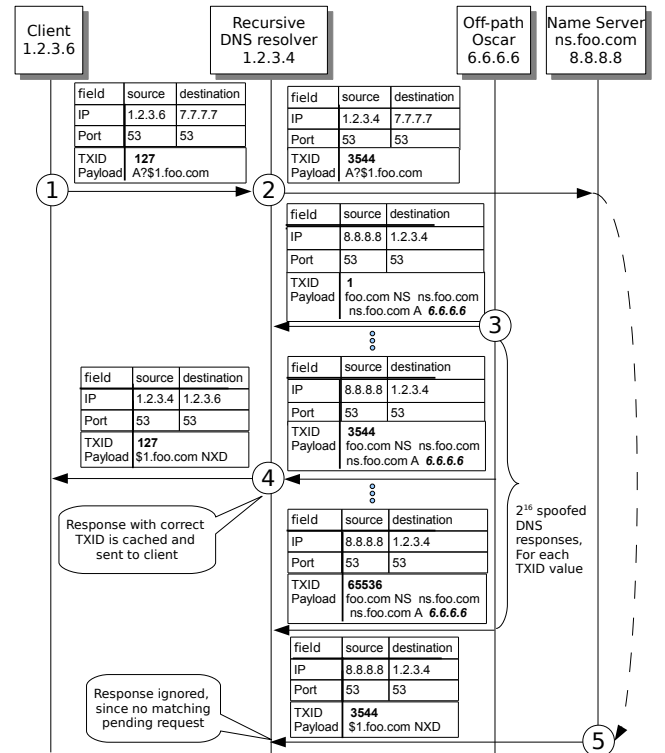 Client
1.2.3.6
Recursive
DNS resolver
1.2.3.4
Off-path
Oscar
6.6.6.6
Name Server
ns.foo.com
8.8.8.8
field source destination
IP 1.2.3.6 7.7.7.7
Port 53 53
TXID 127
Payload A?$1.foo.com
field source destination
IP 1.2.3.4 7.7.7.7
Port 53 53
TXID 3544
Payload A?$1.foo.com
1
2
field source destination
IP 8.8.8.8 1.2.3.4
Port 53 53
TXID 1
Payload foo.com NS ns.foo.com
ns.foo.com A 6.6.6.6
3
field source destination
IP 8.8.8.8 1.2.3.4
Port 53 53
TXID 3544
Payload foo.com NS ns.foo.com
ns.foo.com A 6.6.6.6
field source destination
IP 1.2.3.4 1.2.3.6
Port 53 53
TXID 127
Payload $1.foo.com NXD
4
Response with correct
TXID is cached and
sent to client
2¹⁶ spoofed
DNS
responses,
For each
TXID value
field source destination
IP 8.8.8.8 1.2.3.4
Port 53 53
TXID 65536
Payload foo.com NS ns.foo.com
ns.foo.com A 6.6.6.6
field source destination
IP 8.8.8.8 1.2.3.4
Port 53 53
TXID 3544
Payload $1.foo.com NXD
Response ignored,
since no matching
pending request
5